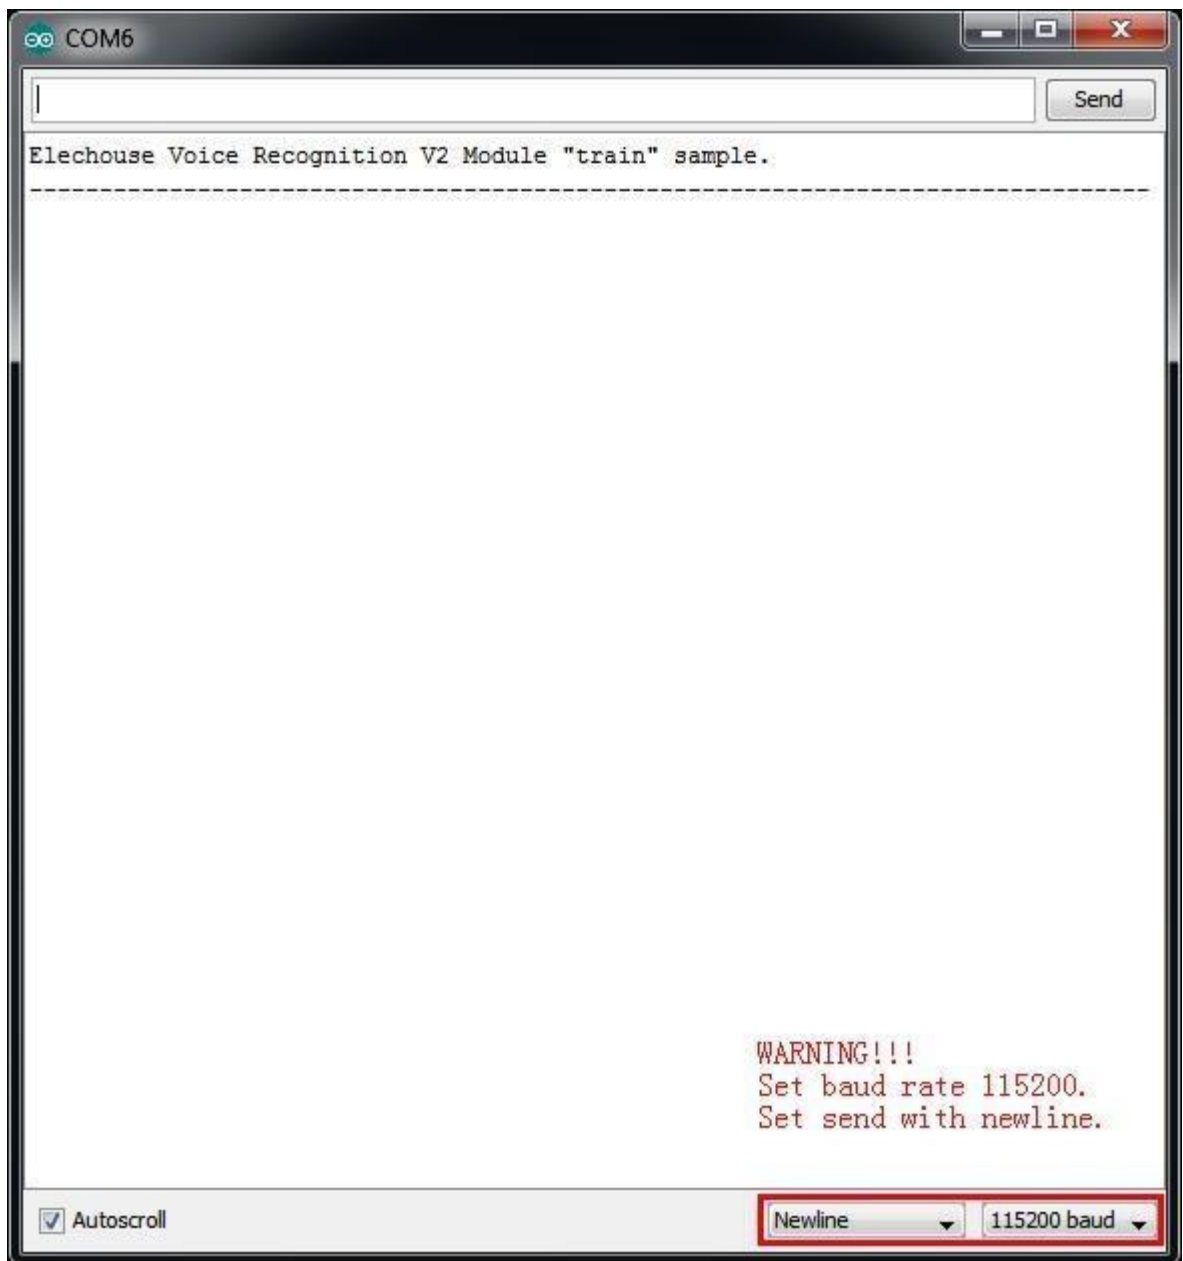 COM6
Send
Elechouse Voice Recognition V2 Module "train" sample.
--------------------------------------------------------------------------------
WARNING!!!
Set baud rate 115200.
Set send with newline.
Autoscroll
Newline
115200 baud